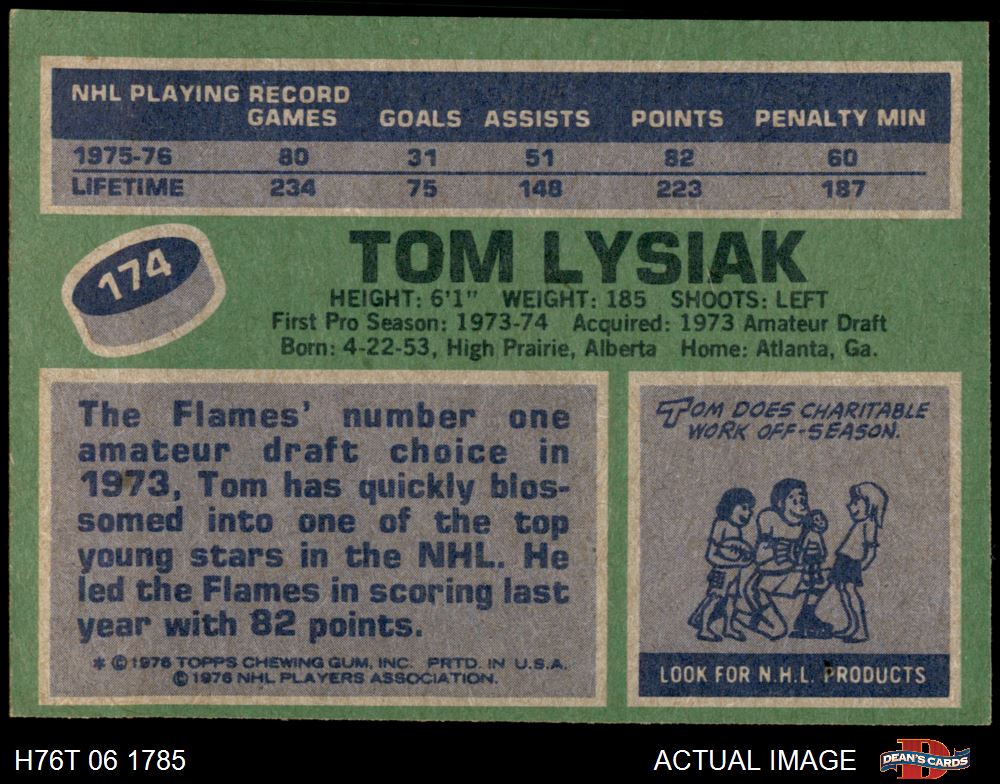 NHL PLAYING RECORD
GAMES GOALS ASSISTS POINTS PENALTY MIN
1975-76 80 31 51 82 60
LIFETIME 234 75 148 223 187
174
TOM LYSIAK
HEIGHT: 6'1" WEIGHT: 185 SHOOTS: LEFT
First Pro Season: 1973-74 Acquired: 1973 Amateur Draft
Born: 4-22-53, High Prairie, Alberta Home: Atlanta, Ga.
The Flames' number one
amateur draft choice in
1973, Tom has quickly blos-
somed into one of the top
young stars in the NHL. He
led the Flames in scoring last
year with 82 points.
* © 1976 TOPPS CHEWING GUM, INC. PRTD. IN U.S.A.
© 1976 NHL PLAYERS ASSOCIATION.
TOM DOES CHARITABLE
WORK OFF-SEASON.
LOOK FOR N.H.L. PRODUCTS
H76T 06 1785 ACTUAL IMAGE
D
DEAN'S CARDS